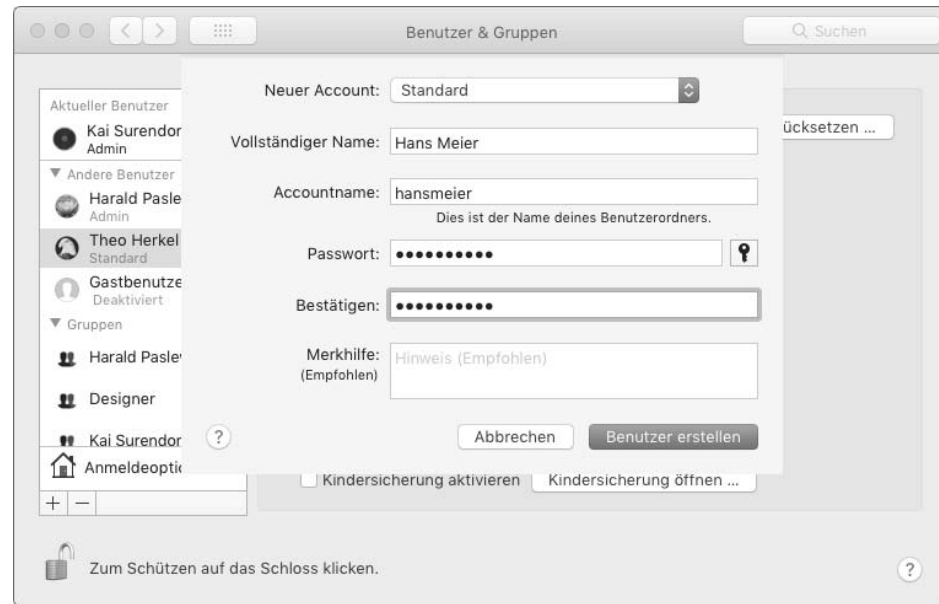 Benutzer & Gruppen
Suchen
Neuer Account: Standard
Aktueller Benutzer
Kai Surendor
Admin
Vollständiger Name: Hans Meier
ücksetzen ...
Andere Benutzer
Harald Pasle
Admin
Accountname: hansmeier
Dies ist der Name deines Benutzerordners.
Theo Herkel
Standard
Passwort: ●●●●●●●●●●
Gastbenutze
Deaktiviert
Bestätigen: ●●●●●●●●●●
Gruppen
Harald Pasle
Merkhilfe: Hinweis (Empfohlen)
(Empfohlen)
Designer
Kai Surendor
? Abbrechen Benutzer erstellen
Anmeldeoptic
Kindersicherung aktivieren Kindersicherung öffnen ...
+ −
Zum Schützen auf das Schloss klicken. ?